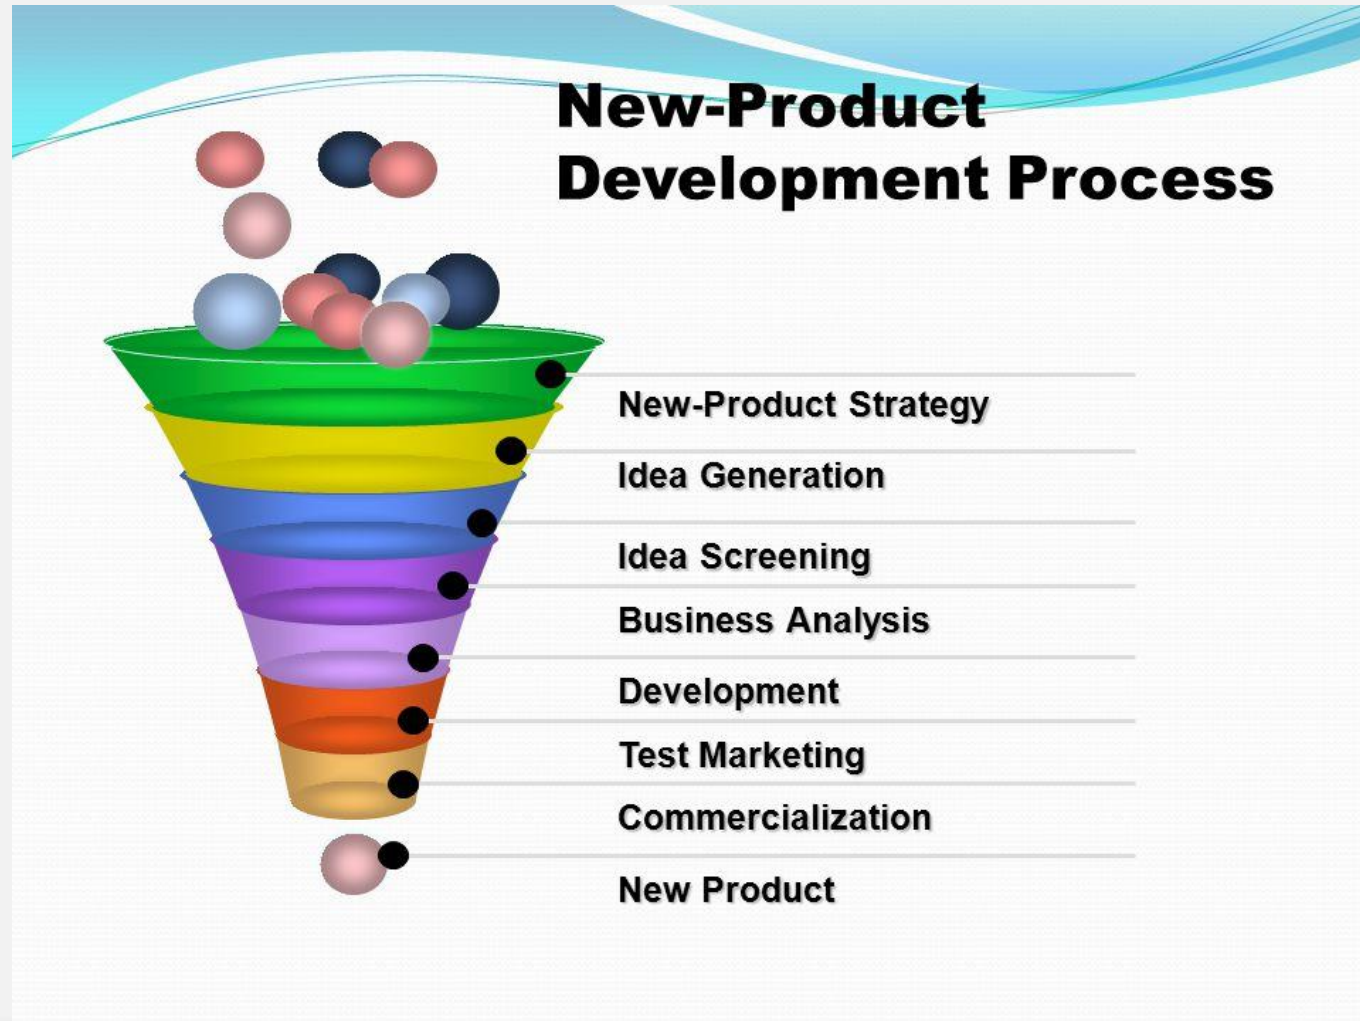 New-Product
Development Process
New-Product Strategy
Idea Generation
Idea Screening
Business Analysis
Development
Test Marketing
Commercialization
New Product